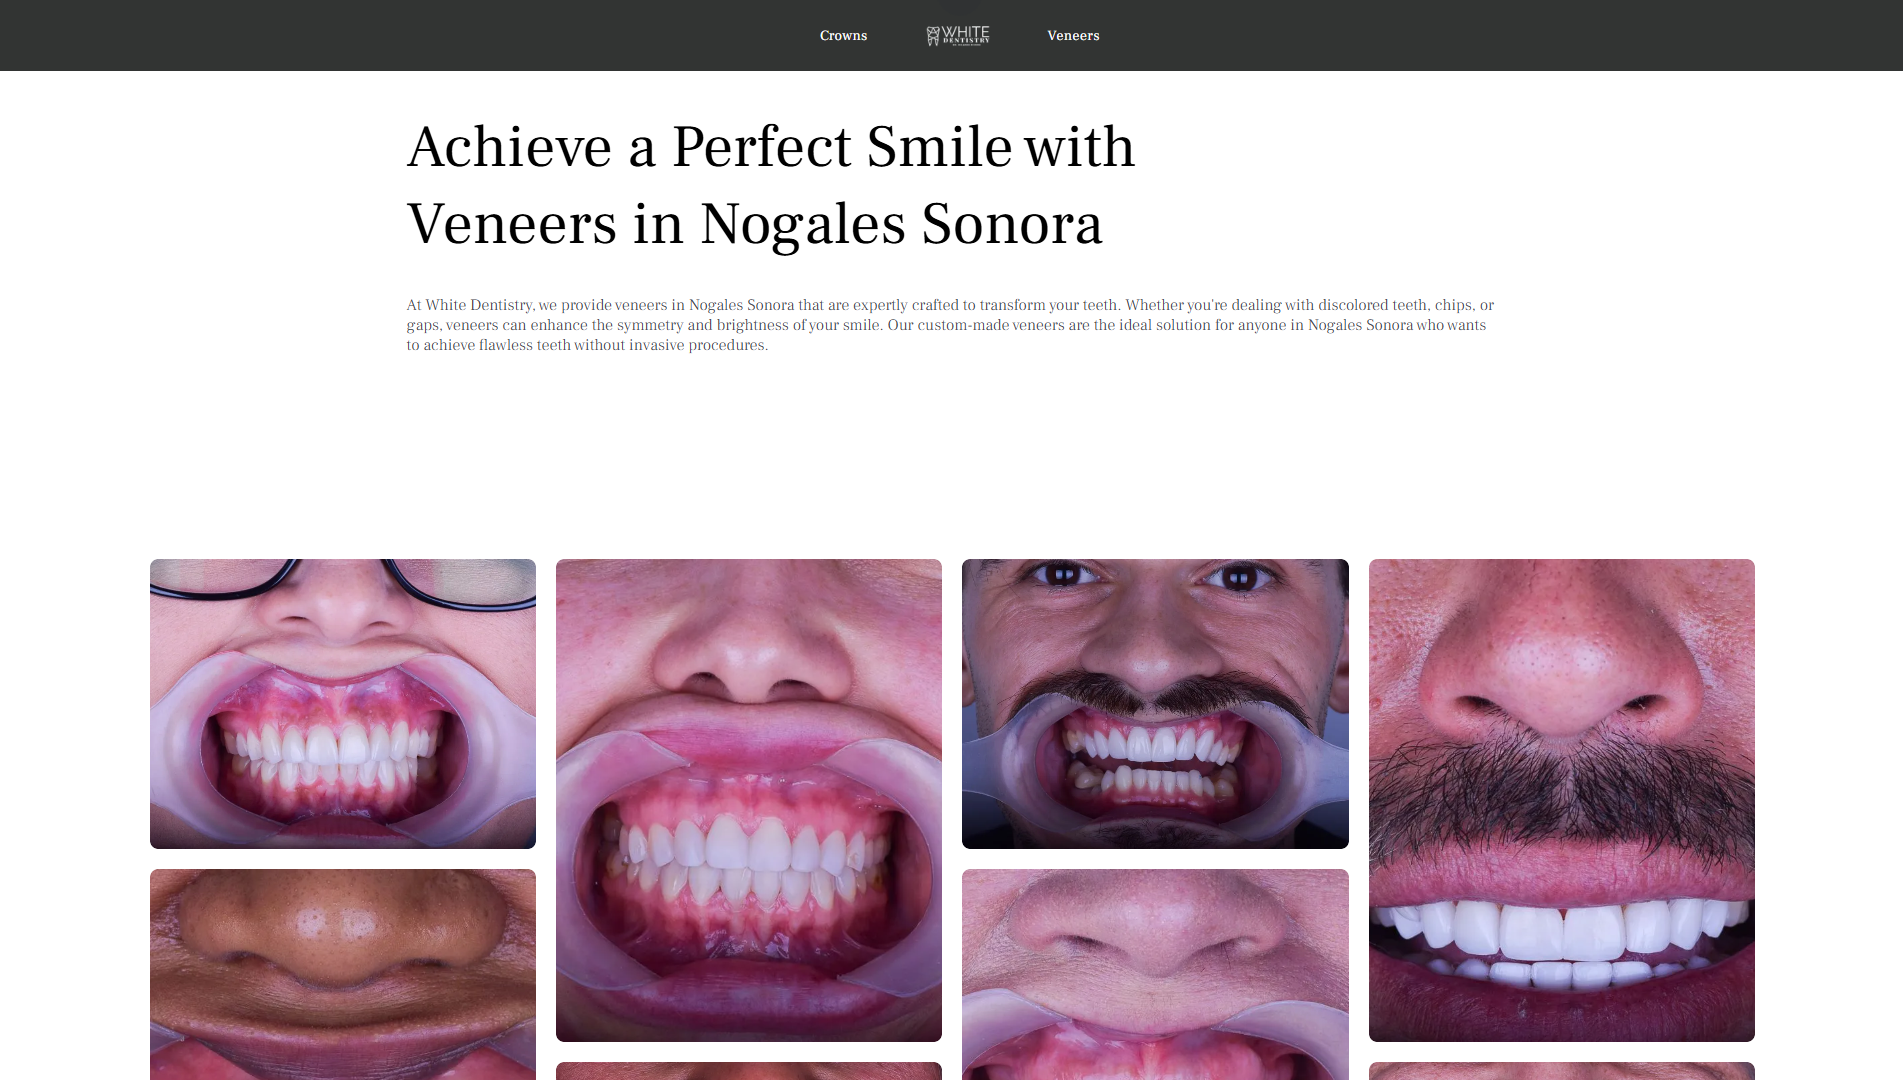 Crowns
WHITE
DENTISTRY
Veneers
Achieve a Perfect Smile with
Veneers in Nogales Sonora
At White Dentistry, we provide veneers in Nogales Sonora that are expertly crafted to transform your teeth. Whether you're dealing with discolored teeth, chips, or
gaps, veneers can enhance the symmetry and brightness of your smile. Our custom-made veneers are the ideal solution for anyone in Nogales Sonora who wants
to achieve flawless teeth without invasive procedures.